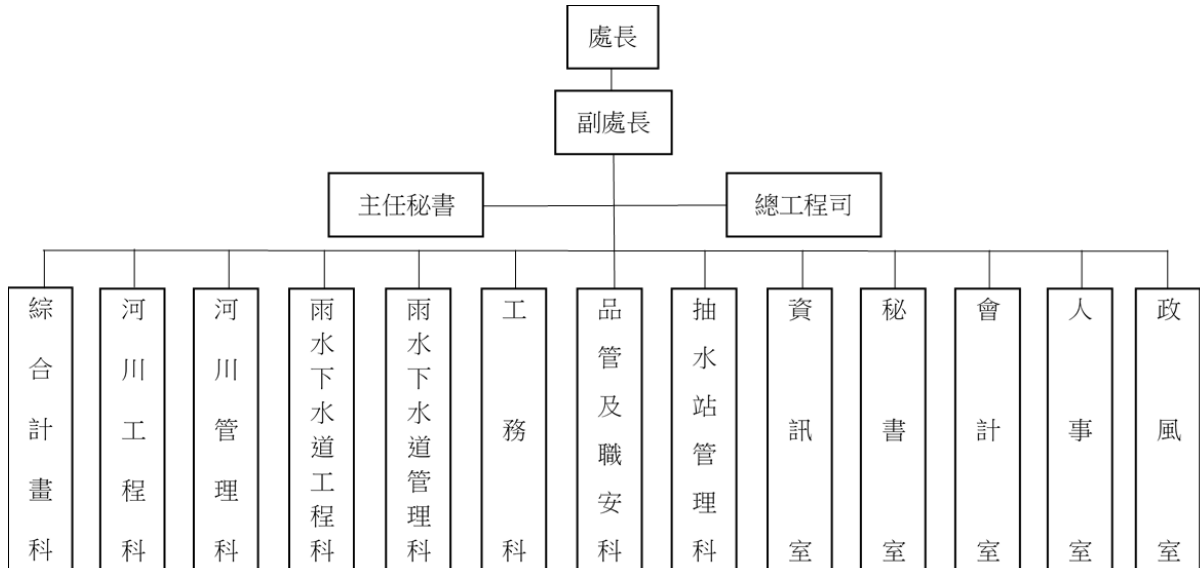 處長
副處長
主任秘書
總工程司
綜合計畫科
河川工程科
河川管理科
雨水下水道工程科
雨水下水道管理科
工務科
品管及職安科
抽水站管理科
資訊室
秘書室
會計室
人事室
政風室